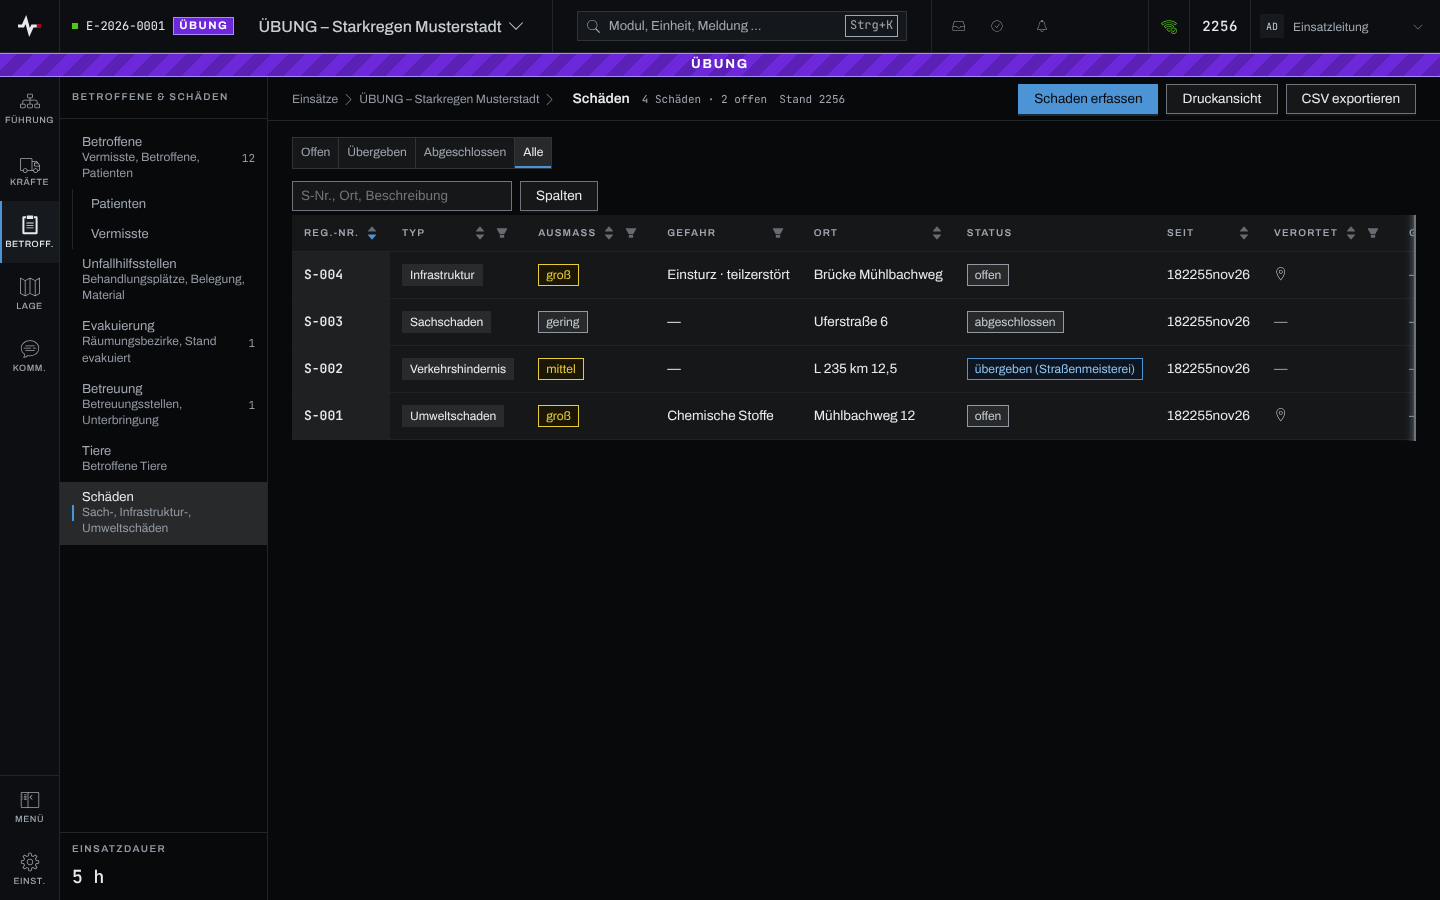 E-2026-0001 ÜBUNG ÜBUNG – Starkregen Musterstadt Modul, Einheit, Meldung ... Strg+K 2256 AD Einsatzleitung
ÜBUNG
FÜHRUNG
KRÄFTE
BETROFF.
LAGE
KOMM.
MENÜ
EINST.
BETROFFENE & SCHÄDEN
Betroffene
Vermisste, Betroffene, Patienten
12
Patienten
Vermisste
Unfallhilfsstellen
Behandlungsplätze, Belegung,
Material
Evakuierung
Räumungsbezirke, Stand
evakuiert
1
Betreuung
Betreuungsstellen,
Unterbringung
1
Tiere
Betroffene Tiere
Schäden
Sach-, Infrastruktur-,
Umweltschäden
EINSATZDAUER
5 h
Einsätze ÜBUNG – Starkregen Musterstadt Schäden 4 Schäden · 2 offen Stand 2256
Schaden erfassen Druckansicht CSV exportieren
Offen Übergeben Abgeschlossen Alle
S-Nr., Ort, Beschreibung Spalten
REG.-NR. TYP AUSMASS GEFAHR ORT STATUS SEIT VERORTET
S-004 Infrastruktur groß Einsturz · teilzerstört Brücke Mühlbachweg offen 182255nov26
S-003 Sachschaden gering — Uferstraße 6 abgeschlossen 182255nov26 —
S-002 Verkehrshindernis mittel — L 235 km 12,5 übergeben (Straßenmeisterei) 182255nov26 —
S-001 Umweltschaden groß Chemische Stoffe Mühlbachweg 12 offen 182255nov26